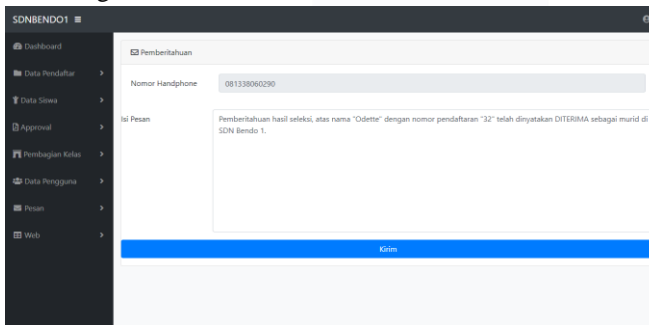 SDNBENDO1
Dashboard
Data Pendaftar
Data Siswa
Approval
Pembagian Kelas
Data Pengguna
Pesan
Web
Pemberitahuan
Nomor Handphone
081338060290
Isi Pesan
Pemberitahuan hasil seleksi, atas nama "Odette" dengan nomor pendaftaran "32" telah dinyatakan DITERIMA sebagai murid di
SDN Bendo 1.
Kirim